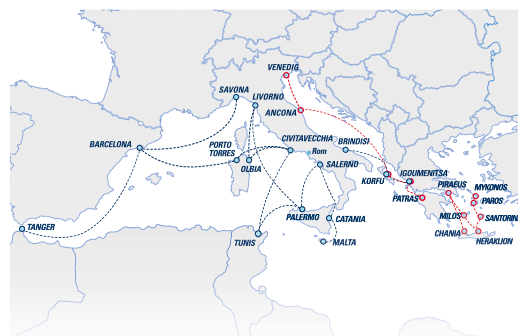 VENEDIG
SAVONA
LIVORNO
ANCONA
BARCELONA
PORTO
TORRES
CIVITAVECCHIA
BRINDISI
Rom
OLBIA
SALERNO
KORFU
IGOUMENITSA
PIRAEUS
MYKONOS
PATRAS
PAROS
TANGER
PALERMO
CATANIA
MILOS
SANTORIN
TUNIS
MALTA
CHANIA
HERAKLION